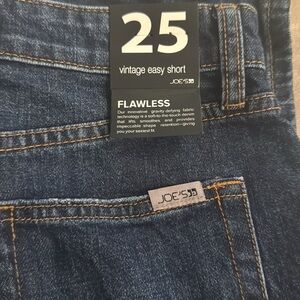 25
vintage easy short
JOE'S
FLAWLESS
Our innovative gravity-defying fabric
technology is a soft-to-the-touch denim
that lifts, smoothes and provides
impeccable shape retention—giving
you your sexiest fit.
JOE'S